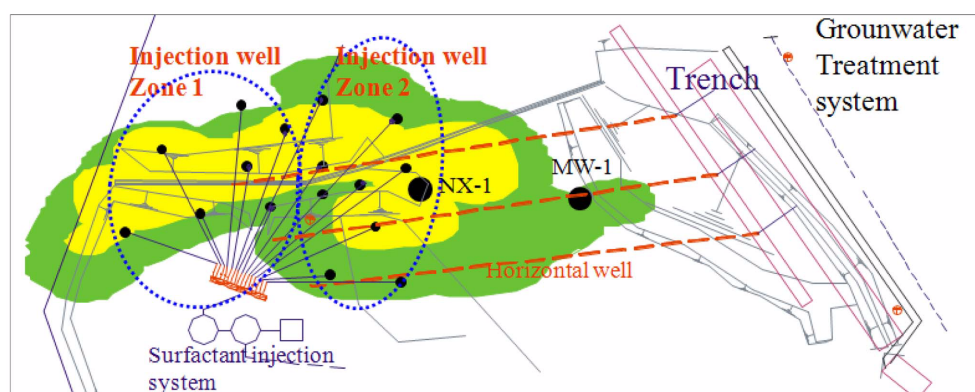 Injection well
Zone 1
Injection well
Zone 2
Grounwater
Treatment
system
Trench
NX-1
MW-1
Horizontal well
Surfactant injection
system